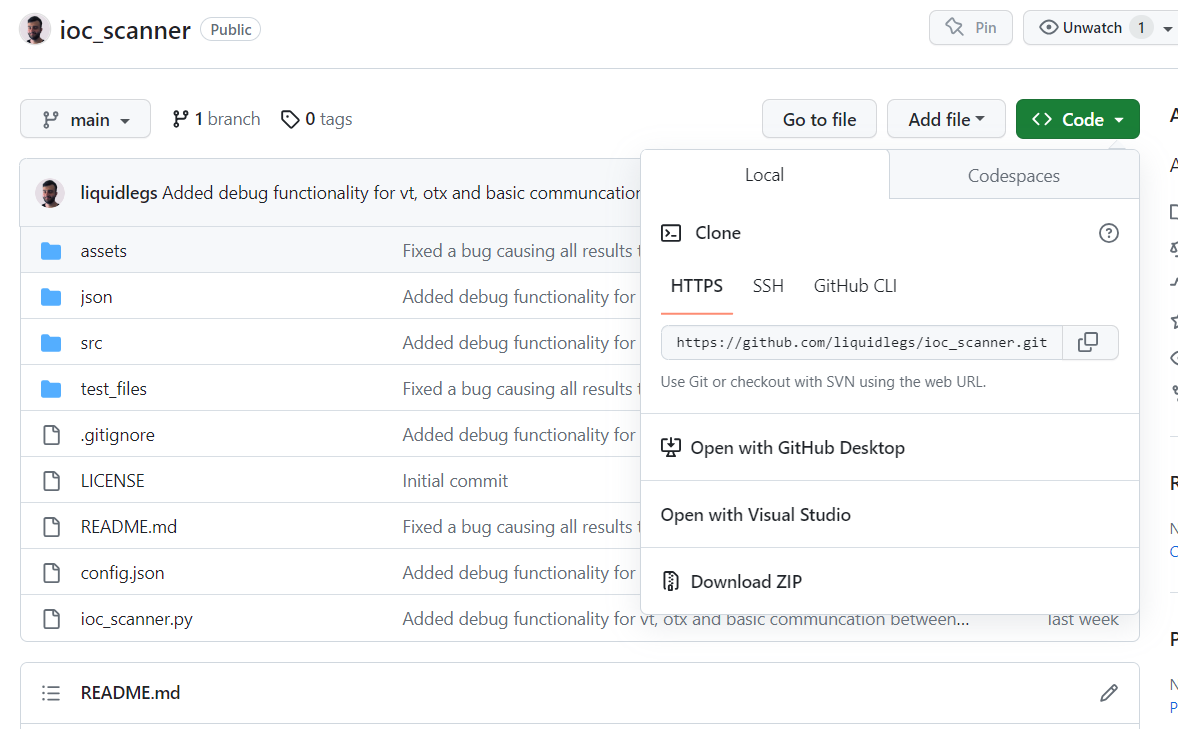 ioc_scanner Public Pin Unwatch 1
main 1 branch 0 tags Go to file Add file Code
liquidlegs Added debug functionality for vt, otx and basic communcation
Local Codespaces
Clone
HTTPS SSH GitHub CLI
https://github.com/liquidlegs/ioc_scanner.git
Use Git or checkout with SVN using the web URL.
Open with GitHub Desktop
Open with Visual Studio
Download ZIP
assets Fixed a bug causing all results
json Added debug functionality for
src Added debug functionality for
test_files Fixed a bug causing all results
.gitignore Added debug functionality for
LICENSE Initial commit
README.md Fixed a bug causing all results
config.json Added debug functionality for
ioc_scanner.py Added debug functionality for vt, otx and basic communcation between... last week
README.md